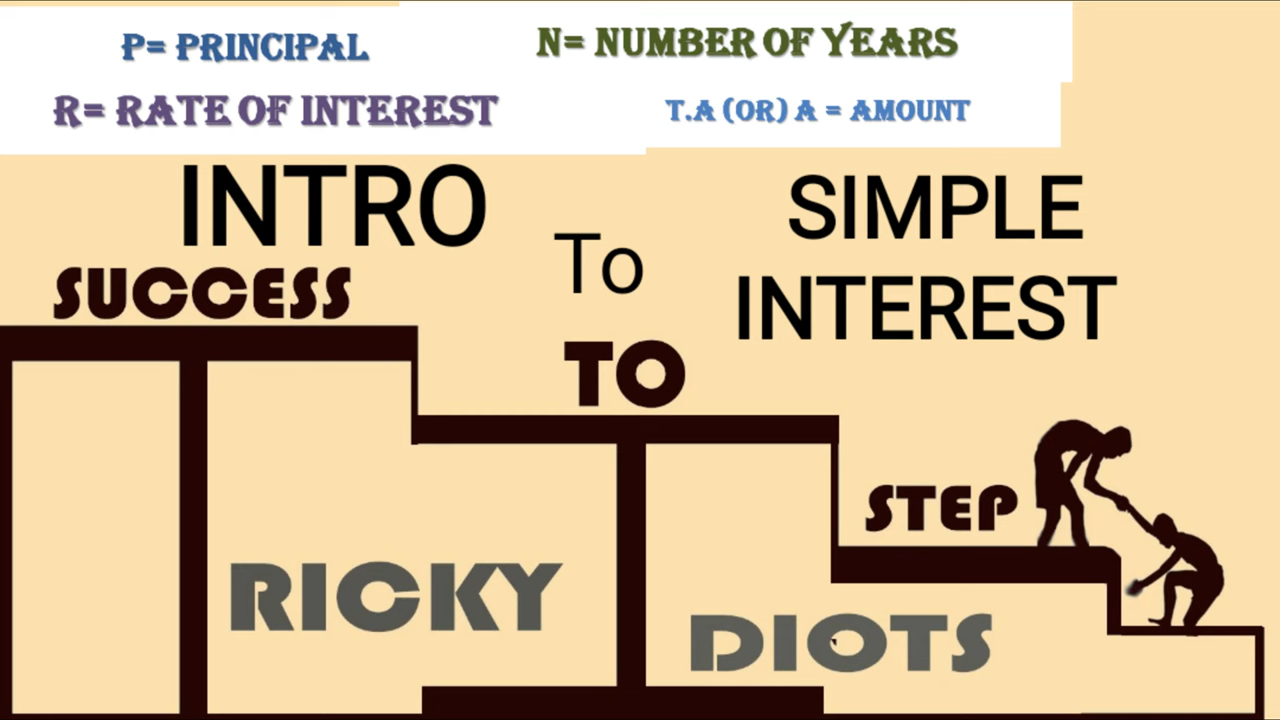 P= PRINCIPAL
N= NUMBER OF YEARS
R= RATE OF INTEREST
T.A (OR) A = AMOUNT
INTRO
To
SIMPLE
INTEREST
SUCCESS
TO
STEP
RICKY
DIOTS